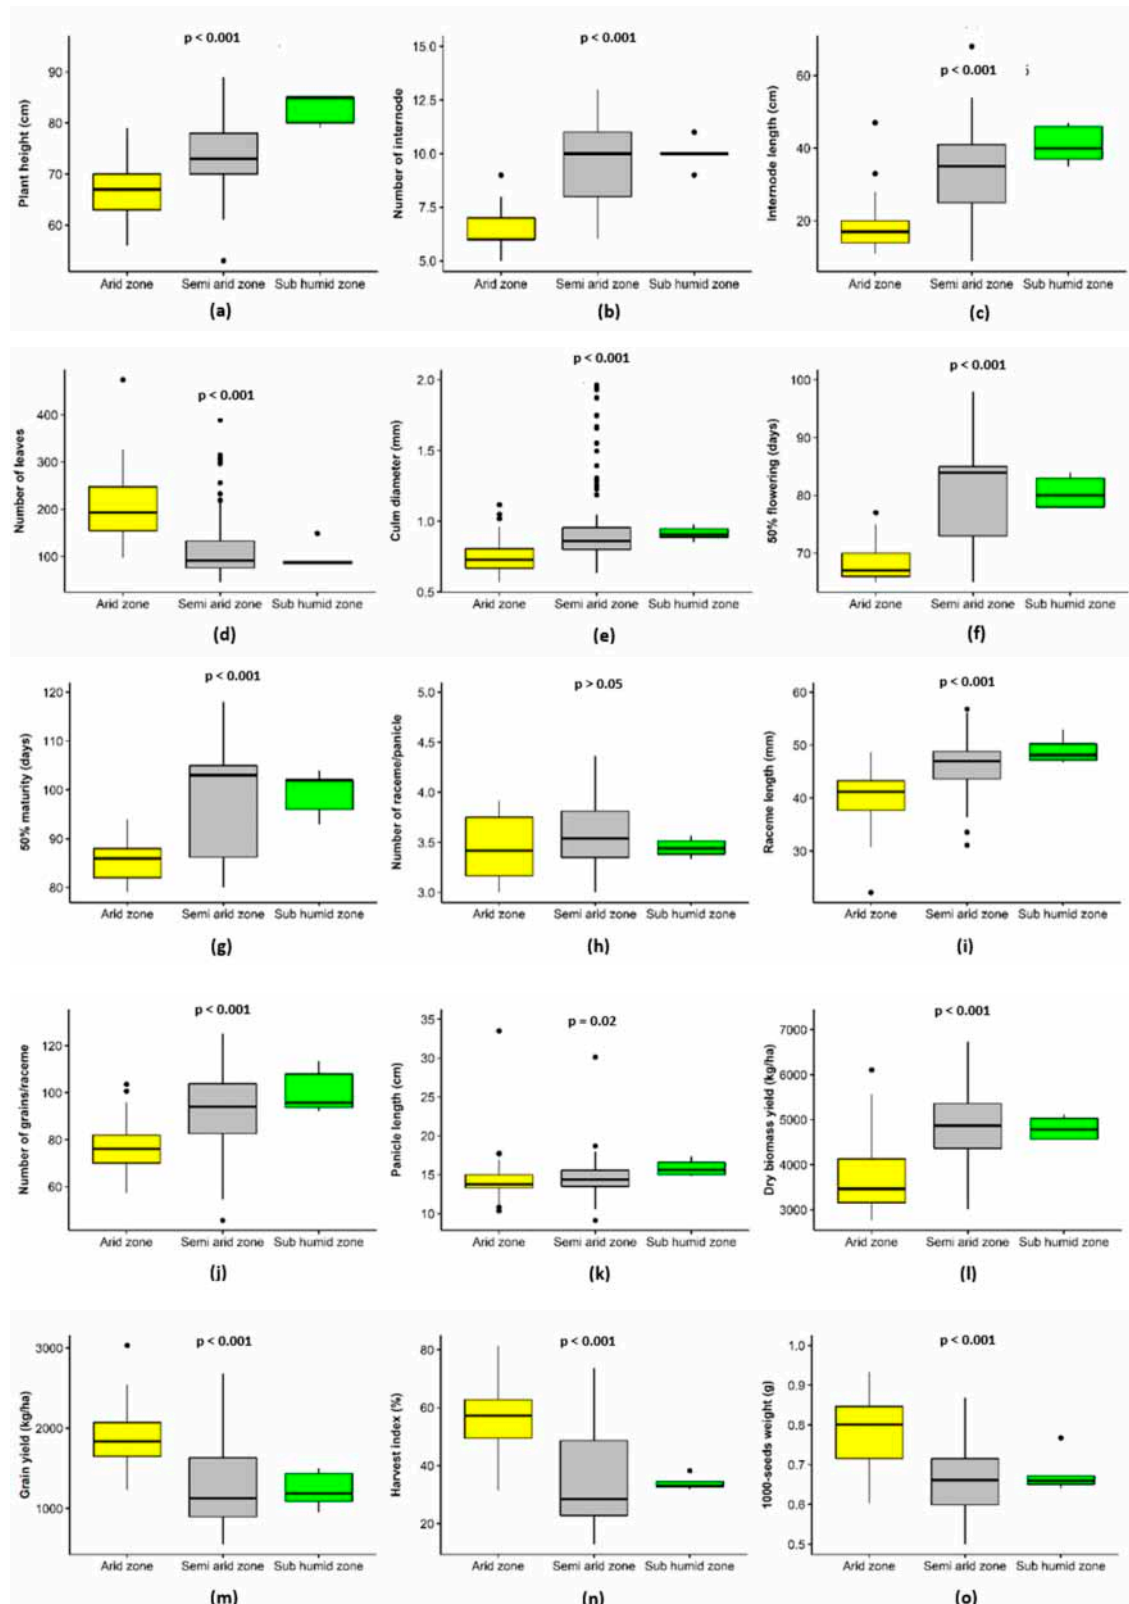 p < 0.001
Plant height (cm)
90
80
70
60
Arid zone Semi arid zone Sub humid zone
(a)
p < 0.001
Number of internode
15.0
12.5
10.0
7.5
5.0
Arid zone Semi arid zone Sub humid zone
(b)
p < 0.001
Internode length (cm)
60
40
20
Arid zone Semi arid zone Sub humid zone
(c)
p < 0.001
Number of leaves
400
300
200
100
Arid zone Semi arid zone Sub humid zone
(d)
p < 0.001
Culm diameter (mm)
2.0
1.5
1.0
0.5
Arid zone Semi arid zone Sub humid zone
(e)
p < 0.001
50% flowering (days)
100
90
80
70
Arid zone Semi arid zone Sub humid zone
(f)
p < 0.001
50% maturity (days)
120
110
100
90
80
Arid zone Semi arid zone Sub humid zone
(g)
p > 0.05
Number of raceme/panicle
5.0
4.5
4.0
3.5
3.0
Arid zone Semi arid zone Sub humid zone
(h)
p < 0.001
Raceme length (mm)
60
50
40
30
Arid zone Semi arid zone Sub humid zone
(i)
p < 0.001
Number of grains/raceme
120
100
80
60
Arid zone Semi arid zone Sub humid zone
(j)
p = 0.02
Panicle length (cm)
35
30
25
20
15
10
Arid zone Semi arid zone Sub humid zone
(k)
p < 0.001
Dry biomass yield (kg/ha)
7000
6000
5000
4000
3000
Arid zone Semi arid zone Sub humid zone
(l)
p < 0.001
Grain yield (kg/ha)
3000
2000
1000
Arid zone Semi arid zone Sub humid zone
(m)
p < 0.001
Harvest index (%)
80
60
40
20
Arid zone Semi arid zone Sub humid zone
(n)
p < 0.001
1000-seeds weight (g)
1.0
0.9
0.8
0.7
0.6
0.5
Arid zone Semi arid zone Sub humid zone
(o)